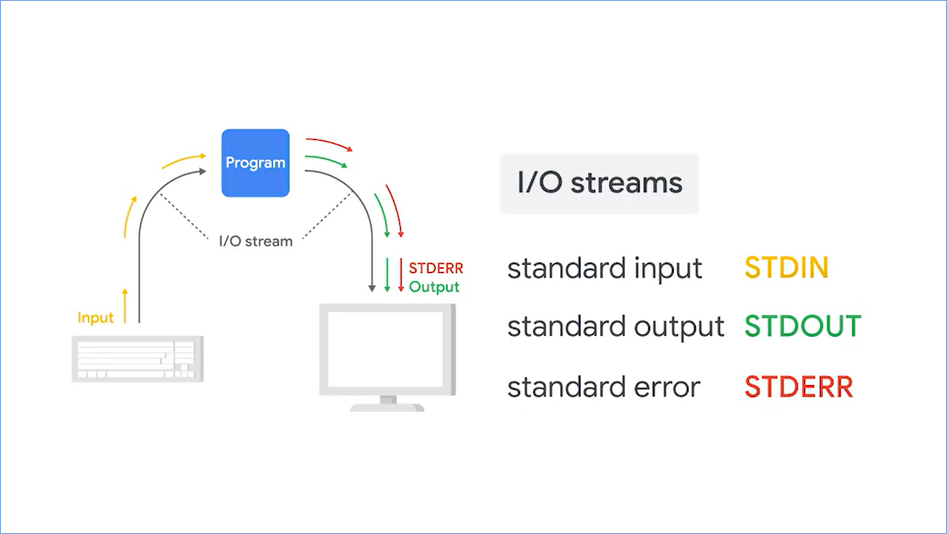 Program
I/O stream
STDERR
Output
Input
I/O streams
standard input STDIN
standard output STDOUT
standard error STDERR